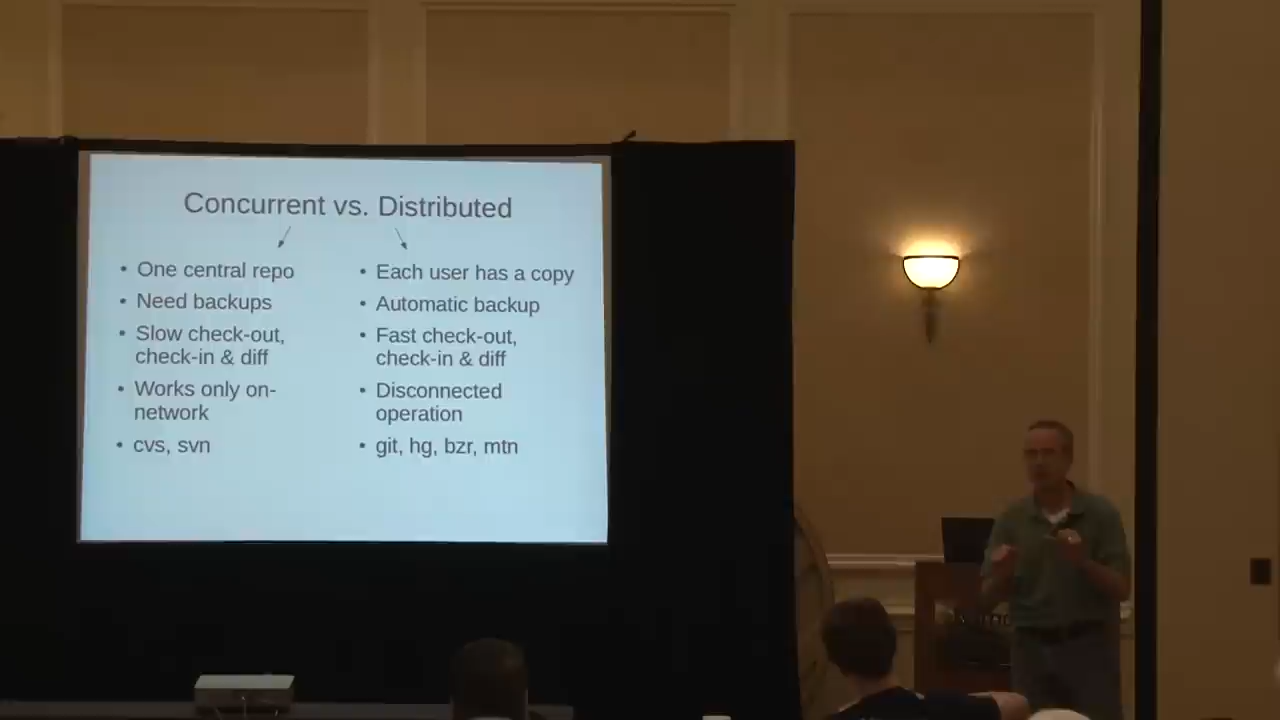 Concurrent vs. Distributed
• One central repo
• Need backups
• Slow check-out,
check-in & diff
• Works only on-
network
• cvs, svn
• Each user has a copy
• Automatic backup
• Fast check-out,
check-in & diff
• Disconnected
operation
• git, hg, bzr, mtn